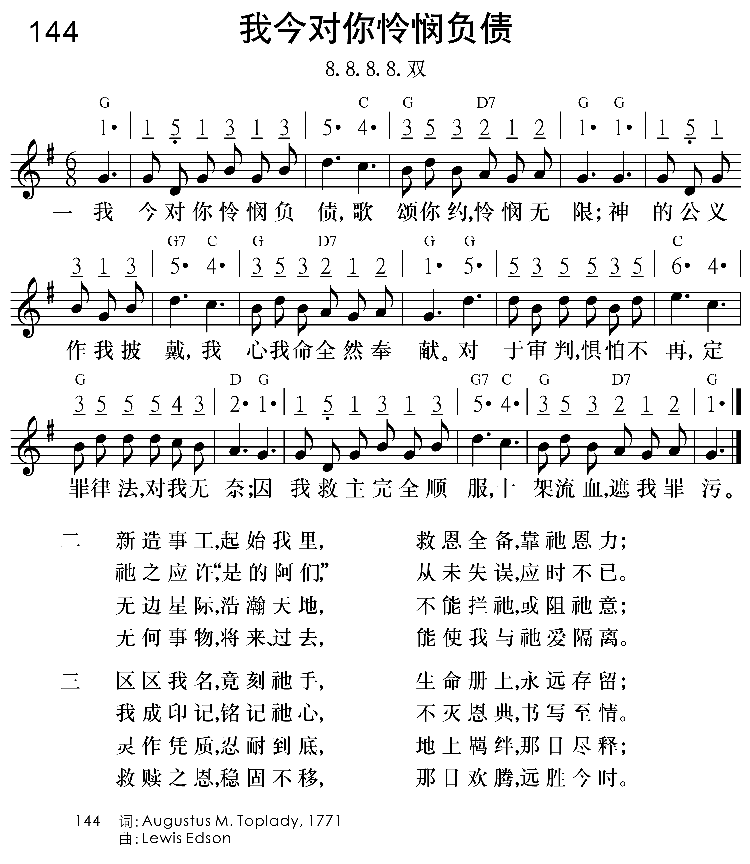 144 我今对你怜悯负债
8. 8. 8. 8. 双
G C G D7 G G
1• 1 5 1 3 1 3 5• 4• 3 5 3 2 1 2 1• 1• 1 5 1
6 8
一 我 今对你怜悯负 债,歌 颂你约,怜悯无 限;神 的公义
G7 C G D7 G G C
3 1 3 5• 4• 3 5 3 2 1 2 1• 5• 5 3 5 5 3 5 6• 4•
作我披 戴,我 心我命全然奉 献。对 于审判,惧怕不 再,定
G D G G7 C G D7 G
3 5 5 5 4 3 2• 1• 1 5 1 3 1 3 5• 4• 3 5 3 2 1 2 1•
罪律法,对我无 奈;因 我救主完全顺 服,十 架流血,遮我罪 污。
二 新造事工,起始我里, 救恩全备,靠祂恩力;
祂之应许“是的阿们,” 从未失误,应时不已。
无边星际,浩瀚天地, 不能拦祂,或阻祂意;
无何事物,将来、过去, 能使我与祂爱隔离。
三 区区我名,竟刻祂手, 生命册上,永远存留;
我成印记,铭记祂心, 不灭恩典,书写至情。
灵作凭质,忍耐到底, 地上羁绊,那日尽释;
救赎之恩,稳固不移, 那日欢腾,远胜今时。
144 词: Augustus M. Toplady, 1771
曲: Lewis Edson